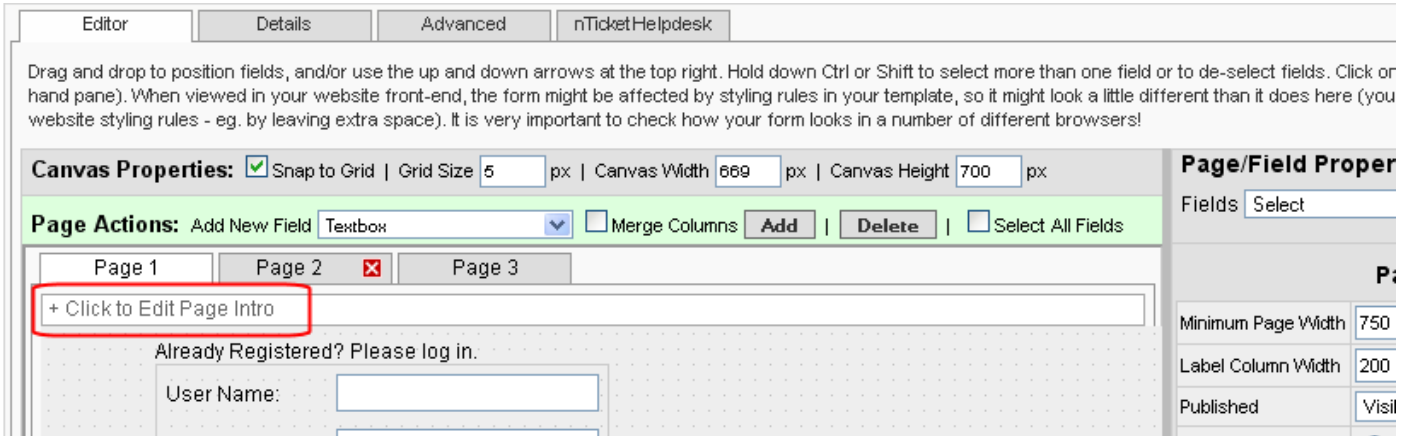 Editor Details Advanced nTicketHelpdesk
Drag and drop to position fields, and/or use the up and down arrows at the top right. Hold down Ctrl or Shift to select more than one field or to de-select fields. Click on
hand pane). When viewed in your website front-end, the form might be affected by styling rules in your template, so it might look a little different than it does here (you
website styling rules - eg. by leaving extra space). It is very important to check how your form looks in a number of different browsers!
Canvas Properties: Snap to Grid | Grid Size 5 px | Canvas Width 669 px | Canvas Height 700 px
Page Actions: Add New Field Textbox Merge Columns Add | Delete | Select All Fields
Page 1 Page 2 Page 3
+ Click to Edit Page Intro
Already Registered? Please log in.
User Name:
Page/Field Proper
Fields Select
Pa
Minimum Page Width 750
Label Column Width 200
Published Visil